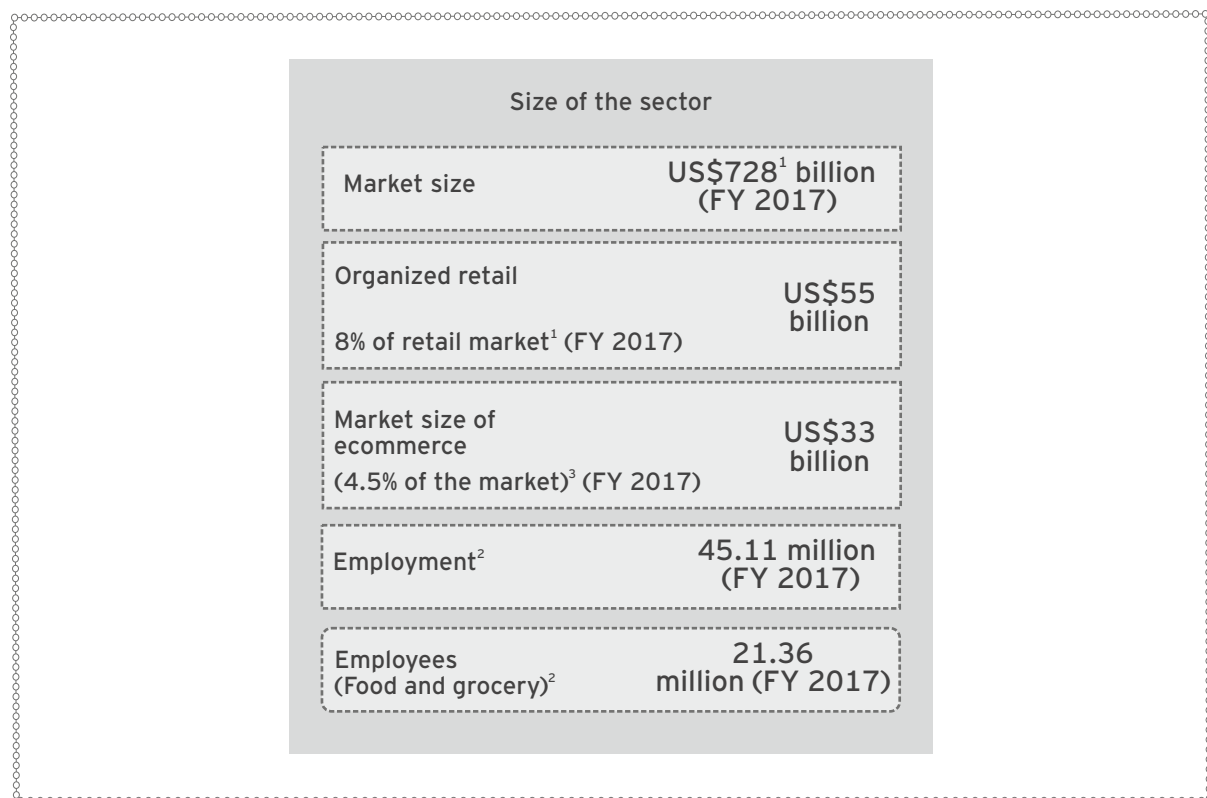 Size of the sector
Market size
US$728¹ billion
(FY 2017)
Organized retail
8% of retail market¹ (FY 2017)
US$55
billion
Market size of
ecommerce
(4.5% of the market)³ (FY 2017)
US$33
billion
Employment²
45.11 million
(FY 2017)
Employees
(Food and grocery)²
21.36
million (FY 2017)